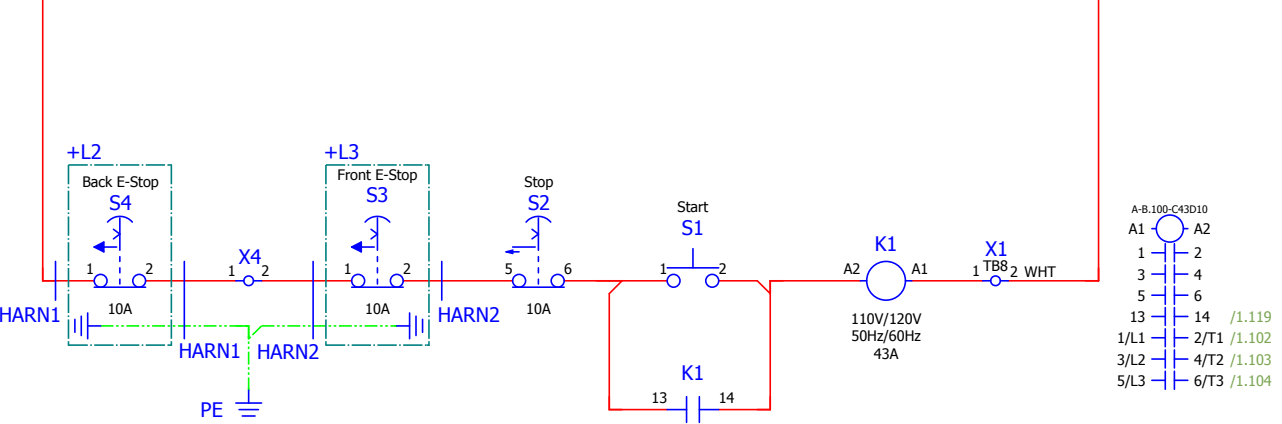 +L2
Back E-Stop
S4
1 2
10A
HARN1
HARN1
X4
1 2
PE
+L3
Front E-Stop
S3
1 2
10A
HARN2
HARN2
Stop
S2
5 6
10A
Start
S1
1 2
K1
13 14
K1
A2 A1
110V/120V
50Hz/60Hz
43A
X1
1 TB8 2 WHT
A-B.100-C43D10
A1 A2
1 2
3 4
5 6
13 14 /1.119
1/L1 2/T1 /1.102
3/L2 4/T2 /1.103
5/L3 6/T3 /1.104